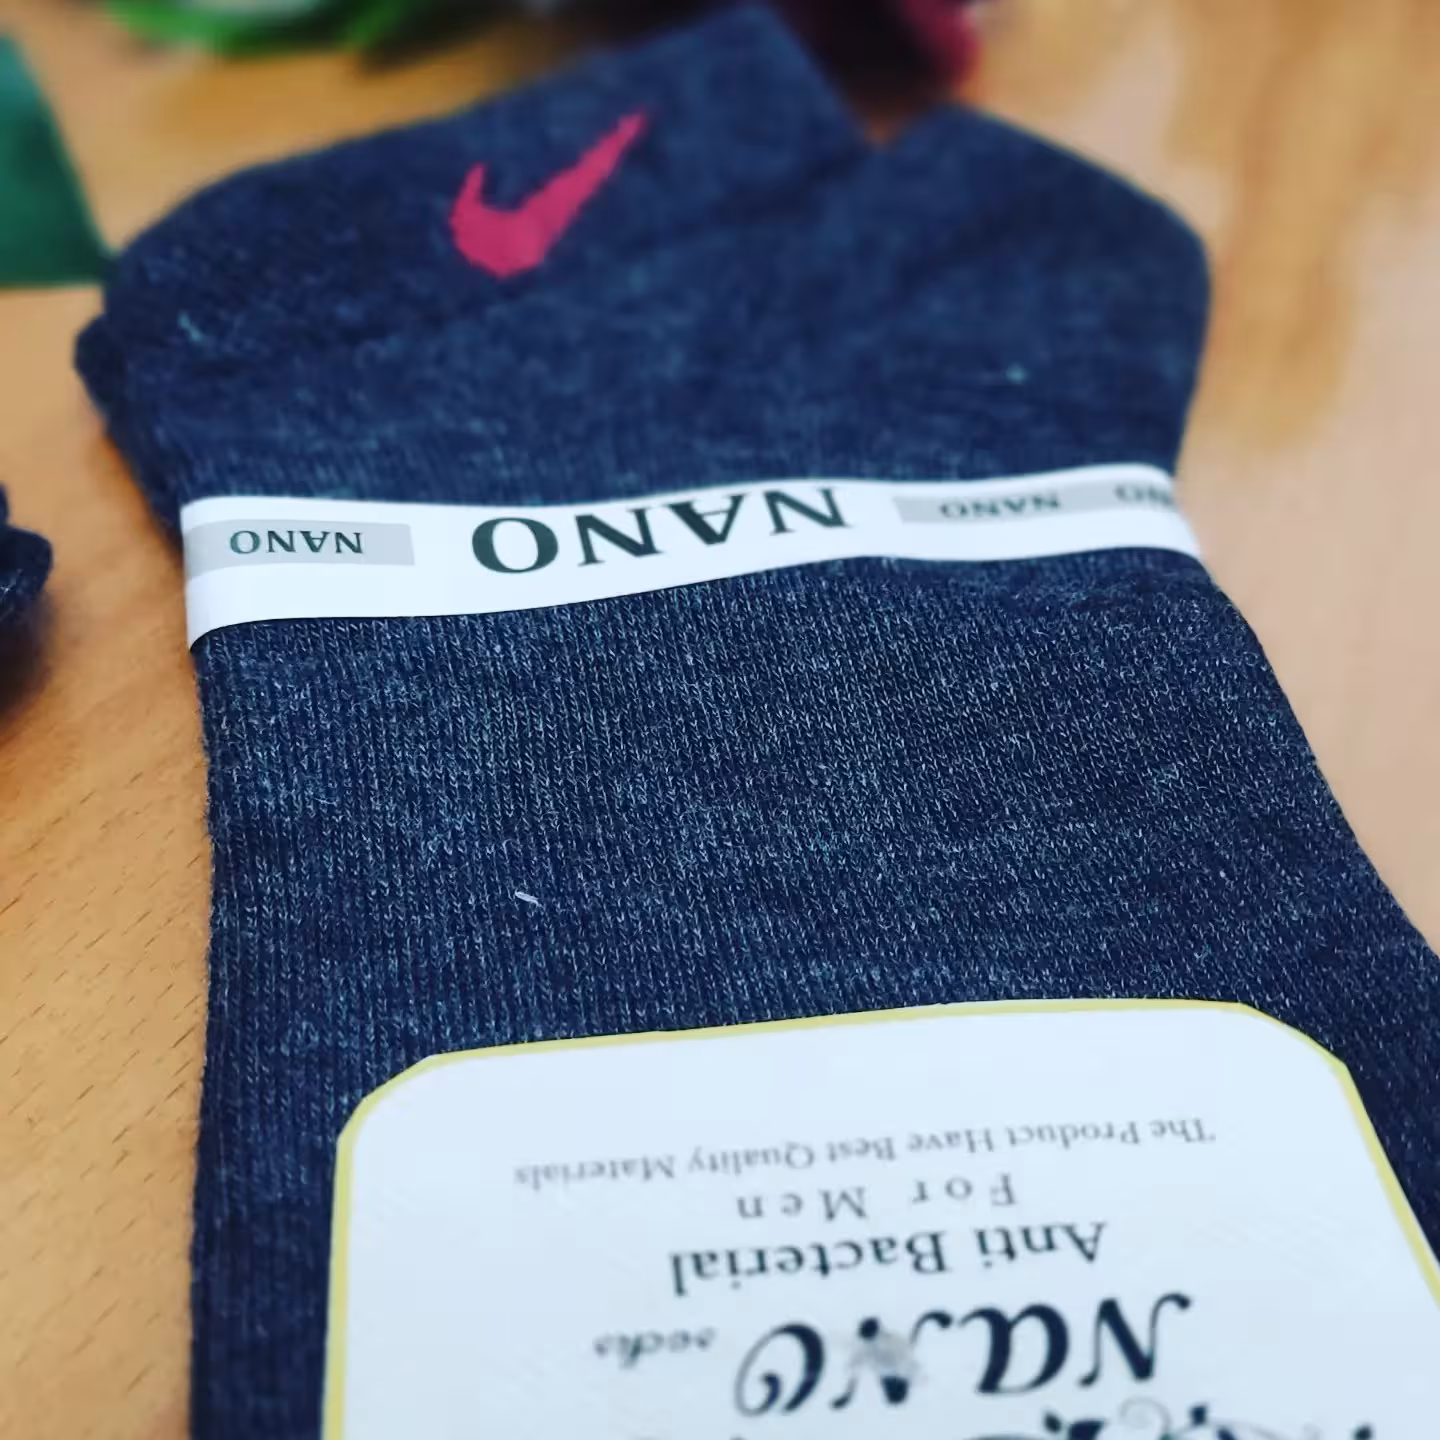 NANO NANO NANO NANO
NANO
socks
Anti Bacterial
For Men
The Product Have Best Quality Materials